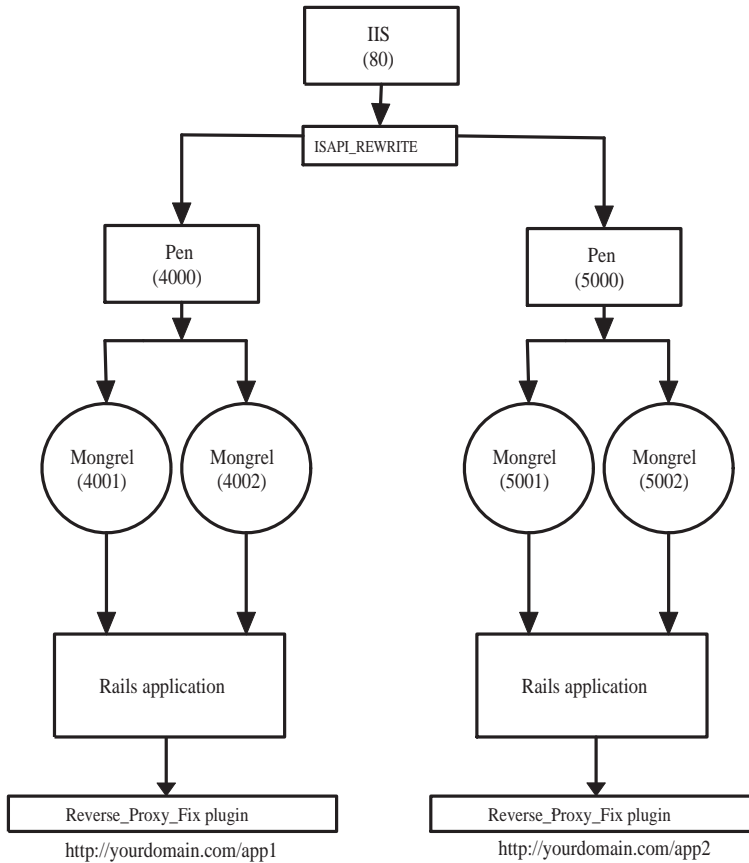 IIS
(80)
ISAPI_REWRITE
Pen
(4000)
Pen
(5000)
Mongrel
(4001)
Mongrel
(4002)
Mongrel
(5001)
Mongrel
(5002)
Rails application
Rails application
Reverse_Proxy_Fix plugin
Reverse_Proxy_Fix plugin
http://yourdomain.com/app1
http://yourdomain.com/app2